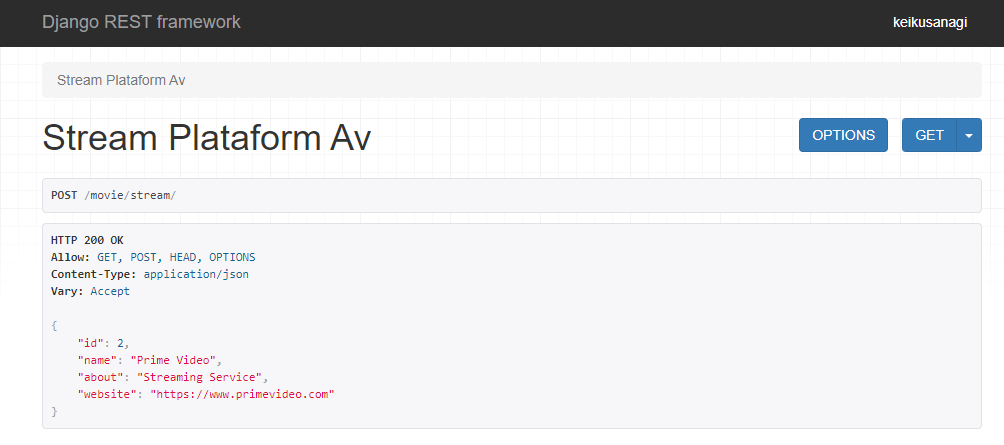 Django REST framework
keikusanagi
Stream Plataform Av
Stream Plataform Av
OPTIONS
GET
POST /movie/stream/
HTTP 200 OK
Allow: GET, POST, HEAD, OPTIONS
Content-Type: application/json
Vary: Accept
{
    "id": 2,
    "name": "Prime Video",
    "about": "Streaming Service",
    "website": "https://www.primevideo.com"
}